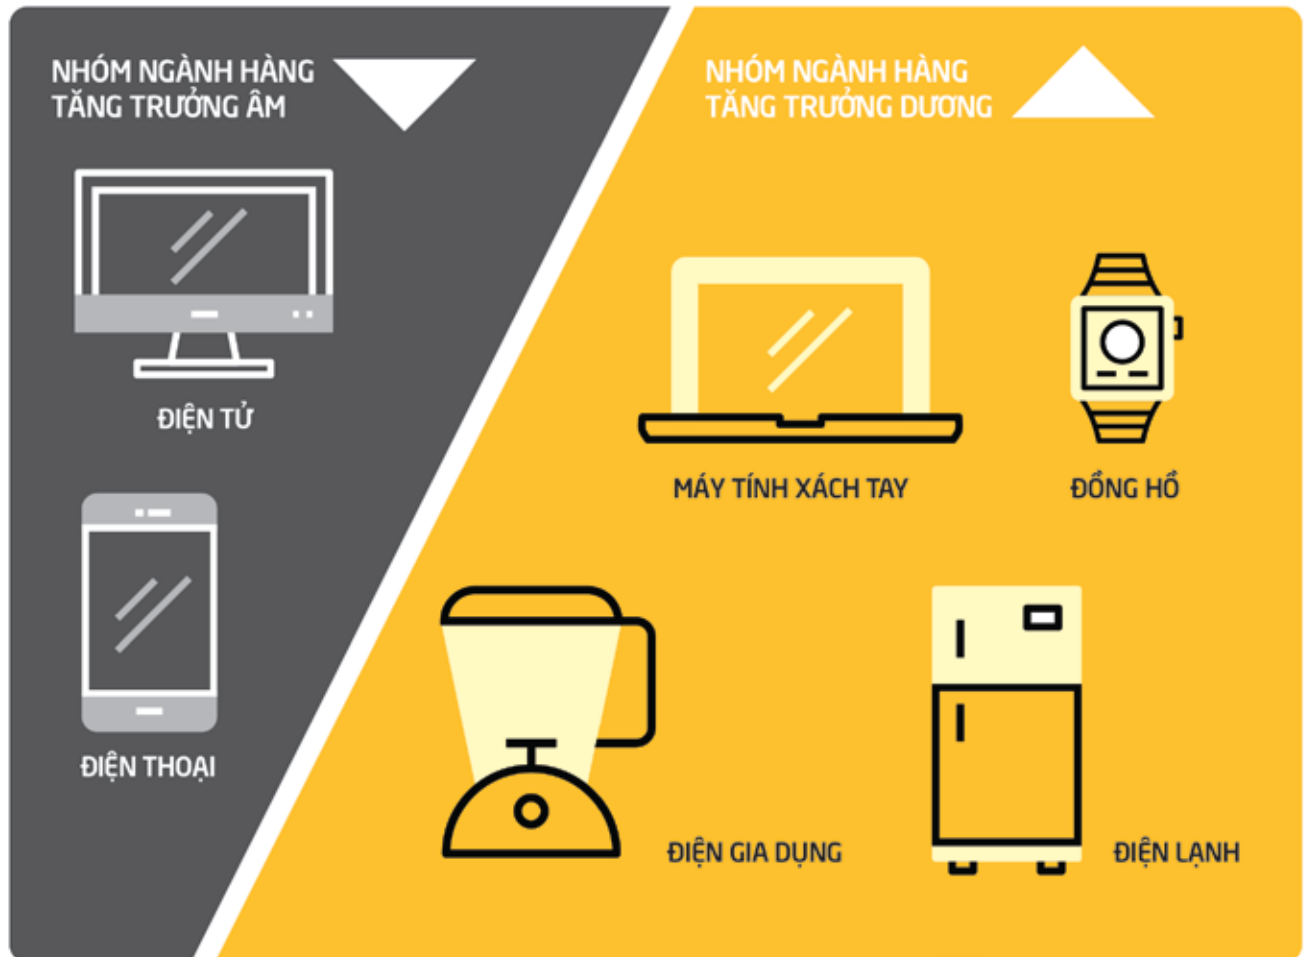 NHÓM NGÀNH HÀNG
TĂNG TRƯỞNG ÂM
ĐIỆN TỬ
ĐIỆN THOẠI
NHÓM NGÀNH HÀNG
TĂNG TRƯỞNG DƯƠNG
MÁY TÍNH XÁCH TAY
ĐỒNG HỒ
ĐIỆN GIA DỤNG
ĐIỆN LẠNH